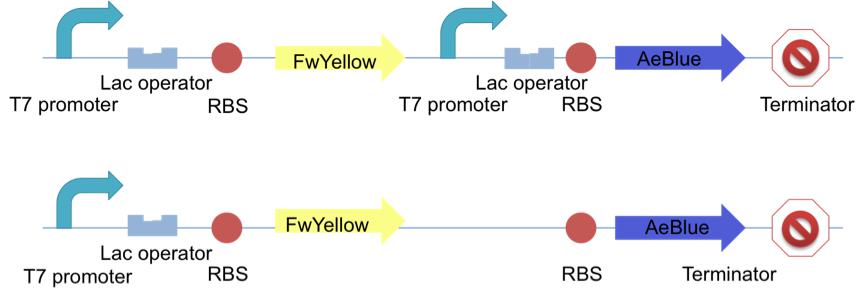 FwYellow
AeBlue
Lac operator
Lac operator
T7 promoter
RBS
T7 promoter
RBS
Terminator
FwYellow
AeBlue
Lac operator
T7 promoter
RBS
RBS
Terminator